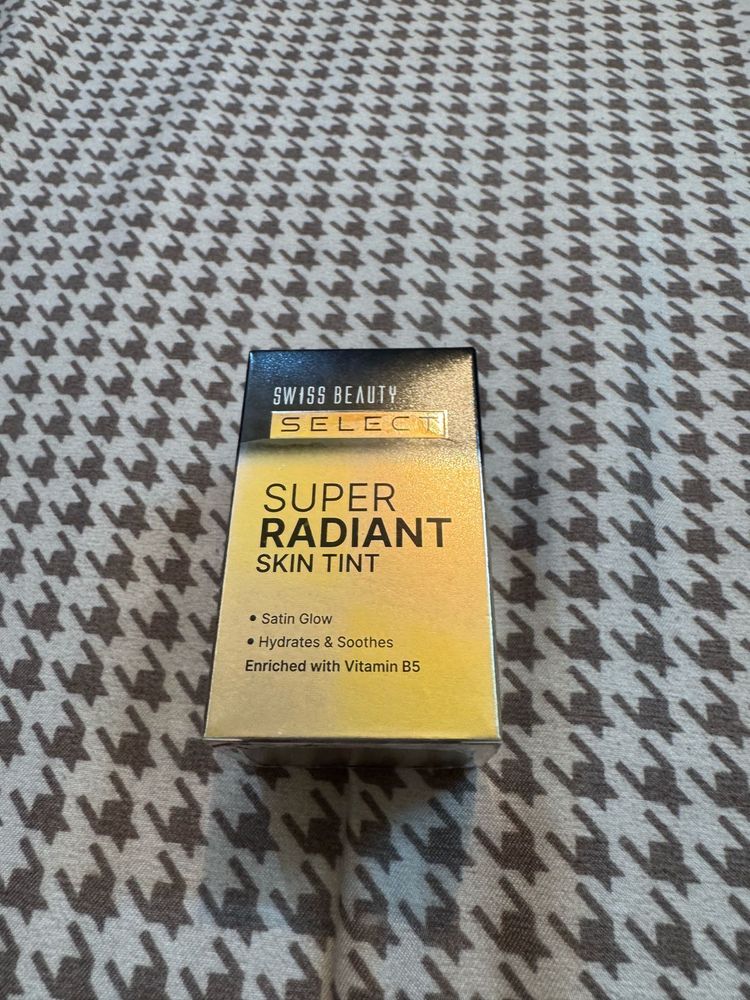 SWISS BEAUTY
SELECT
SUPER
RADIANT
SKIN TINT
• Satin Glow
• Hydrates & Soothes
Enriched with Vitamin B5